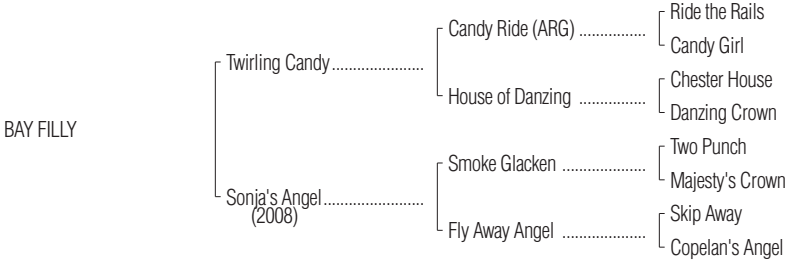 Ride the Rails
Candy Ride (ARG) ................
Candy Girl
Twirling Candy......................
Chester House
House of Danzing ................
Danzing Crown
BAY FILLY
Two Punch
Smoke Glacken ....................
Majesty's Crown
Sonja's Angel........................
(2008)
Skip Away
Fly Away Angel ....................
Copelan's Angel